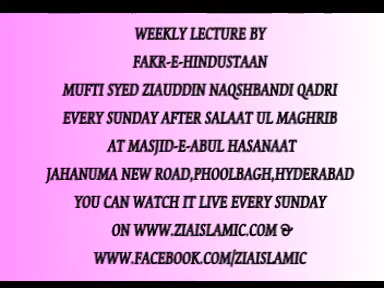 WEEKLY LECTURE BY
FAKR-E-HINDUSTAAN
MUFTI SYED ZIAUDDIN NAQSHBANDI QADRI
EVERY SUNDAY AFTER SALAAT UL MAGHRIB
AT MASJID-E-ABUL HASANAAT
JAHANUMA NEW ROAD,PHOOLBAGH,HYDERABAD
YOU CAN WATCH IT LIVE EVERY SUNDAY
ON WWW.ZIAISLAMIC.COM &
WWW.FACEBOOK.COM/ZIAISLAMIC